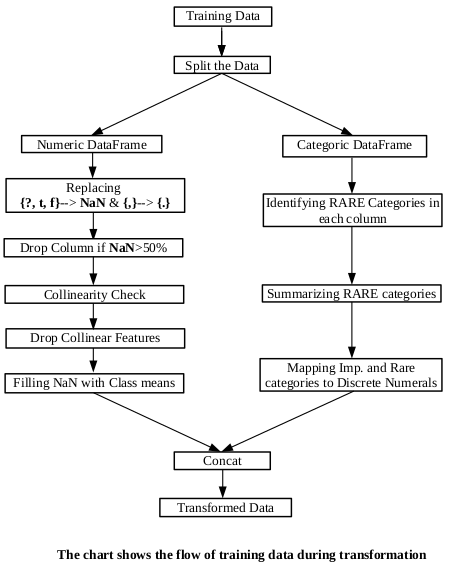 Training Data
Split the Data
Numeric DataFrame
Categoric DataFrame
Replacing
{?, t, f}--> NaN & {,}--> {.}
Identifying RARE Categories in
each column
Drop Column if NaN>50%
Collinearity Check
Summarizing RARE categories
Drop Collinear Features
Filling NaN with Class means
Mapping Imp. and Rare
categories to Discrete Numerals
Concat
Transformed Data
The chart shows the flow of training data during transformation